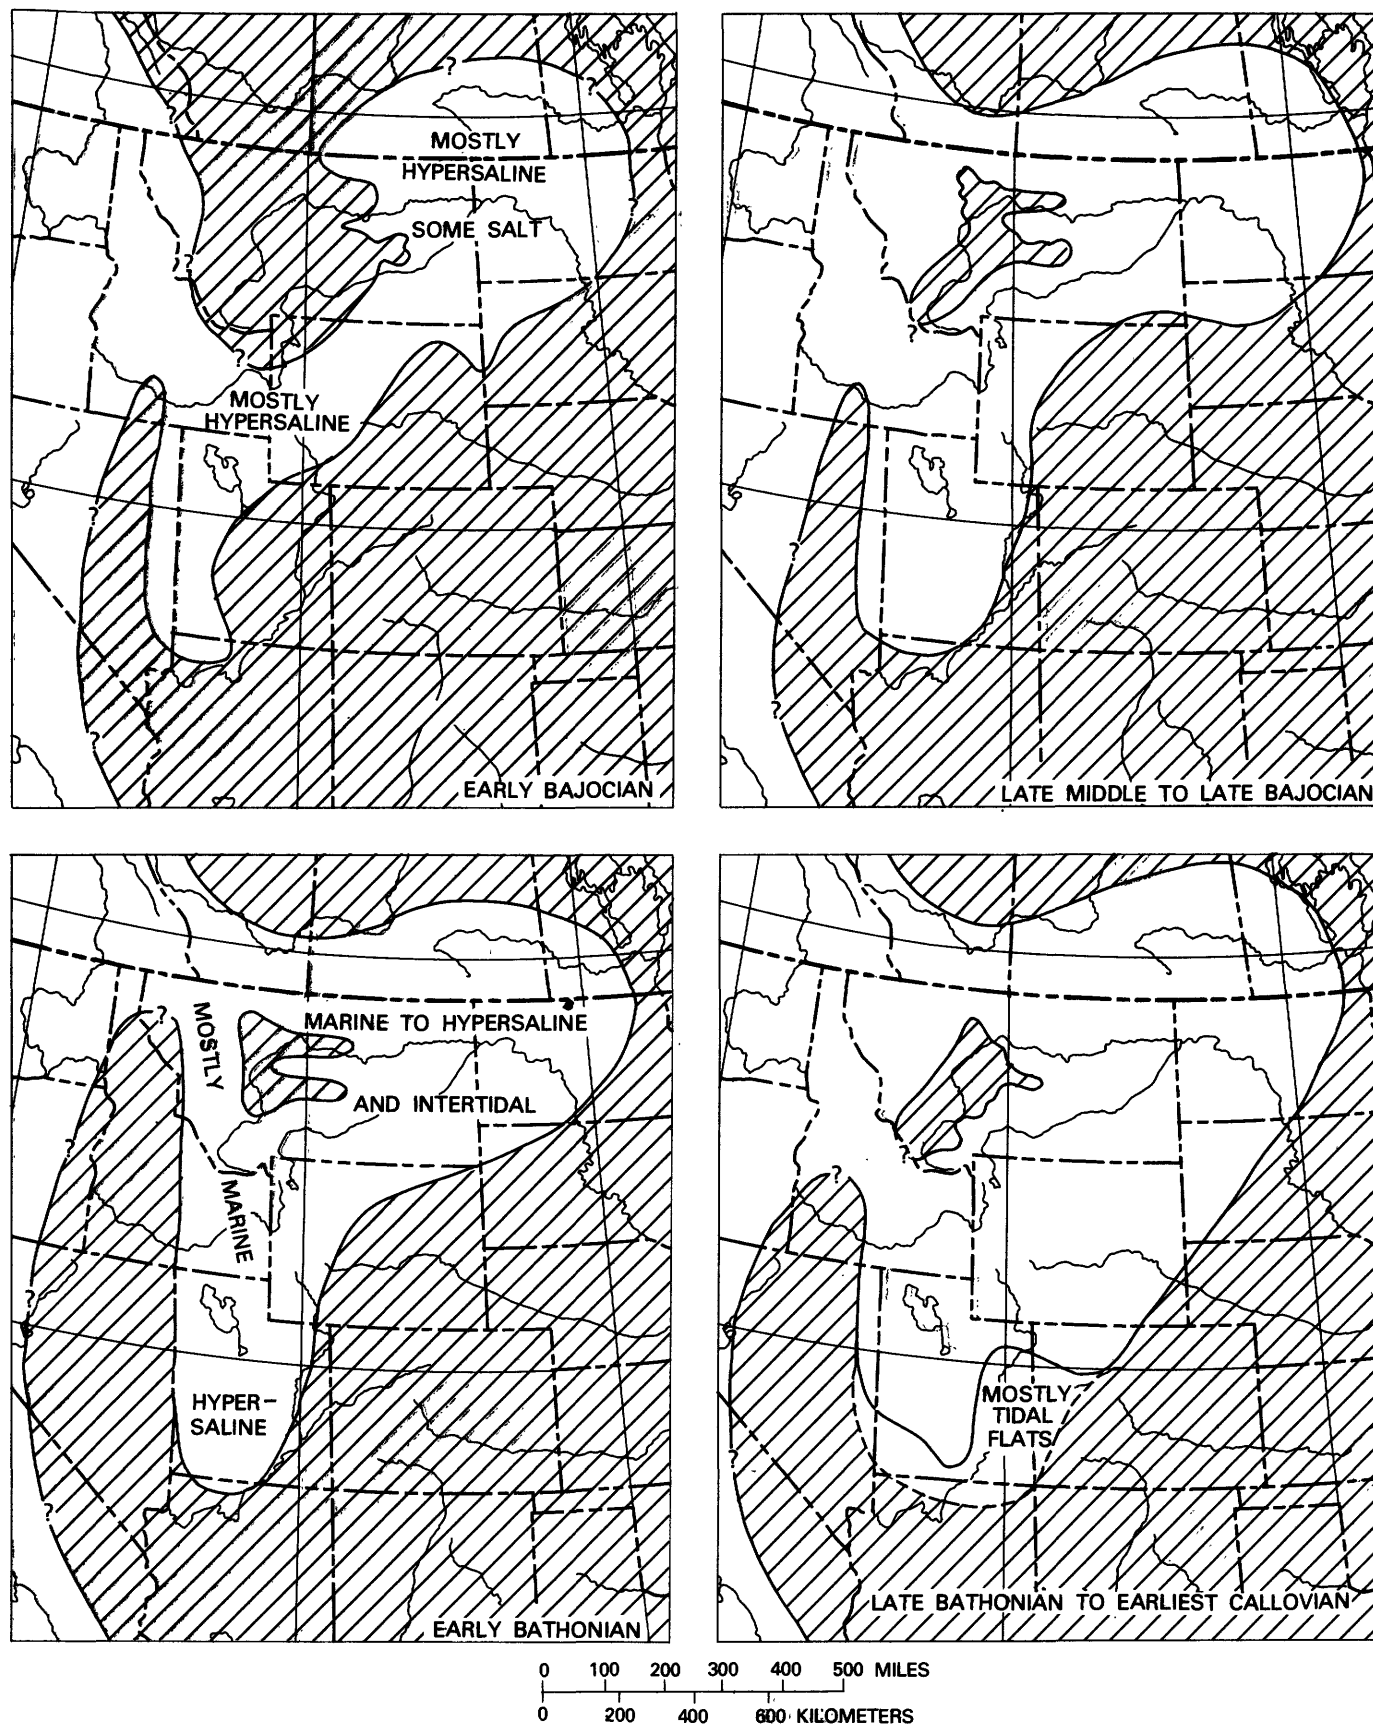 ?
?
?
MOSTLY
HYPERSALINE
SOME SALT
?
?
MOSTLY
HYPERSALINE
?
?
EARLY BAJOCIAN
?
?
?
LATE MIDDLE TO LATE BAJOCIAN
?
MOSTLY
MARINE TO HYPERSALINE
AND INTERTIDAL
?
MARINE
?
HYPER-
SALINE
?
EARLY BATHONIAN
?
?
MOSTLY
TIDAL
FLATS
?
LATE BATHONIAN TO EARLIEST CALLOVIAN
0 100 200 300 400 500 MILES
0 200 400 600 KILOMETERS